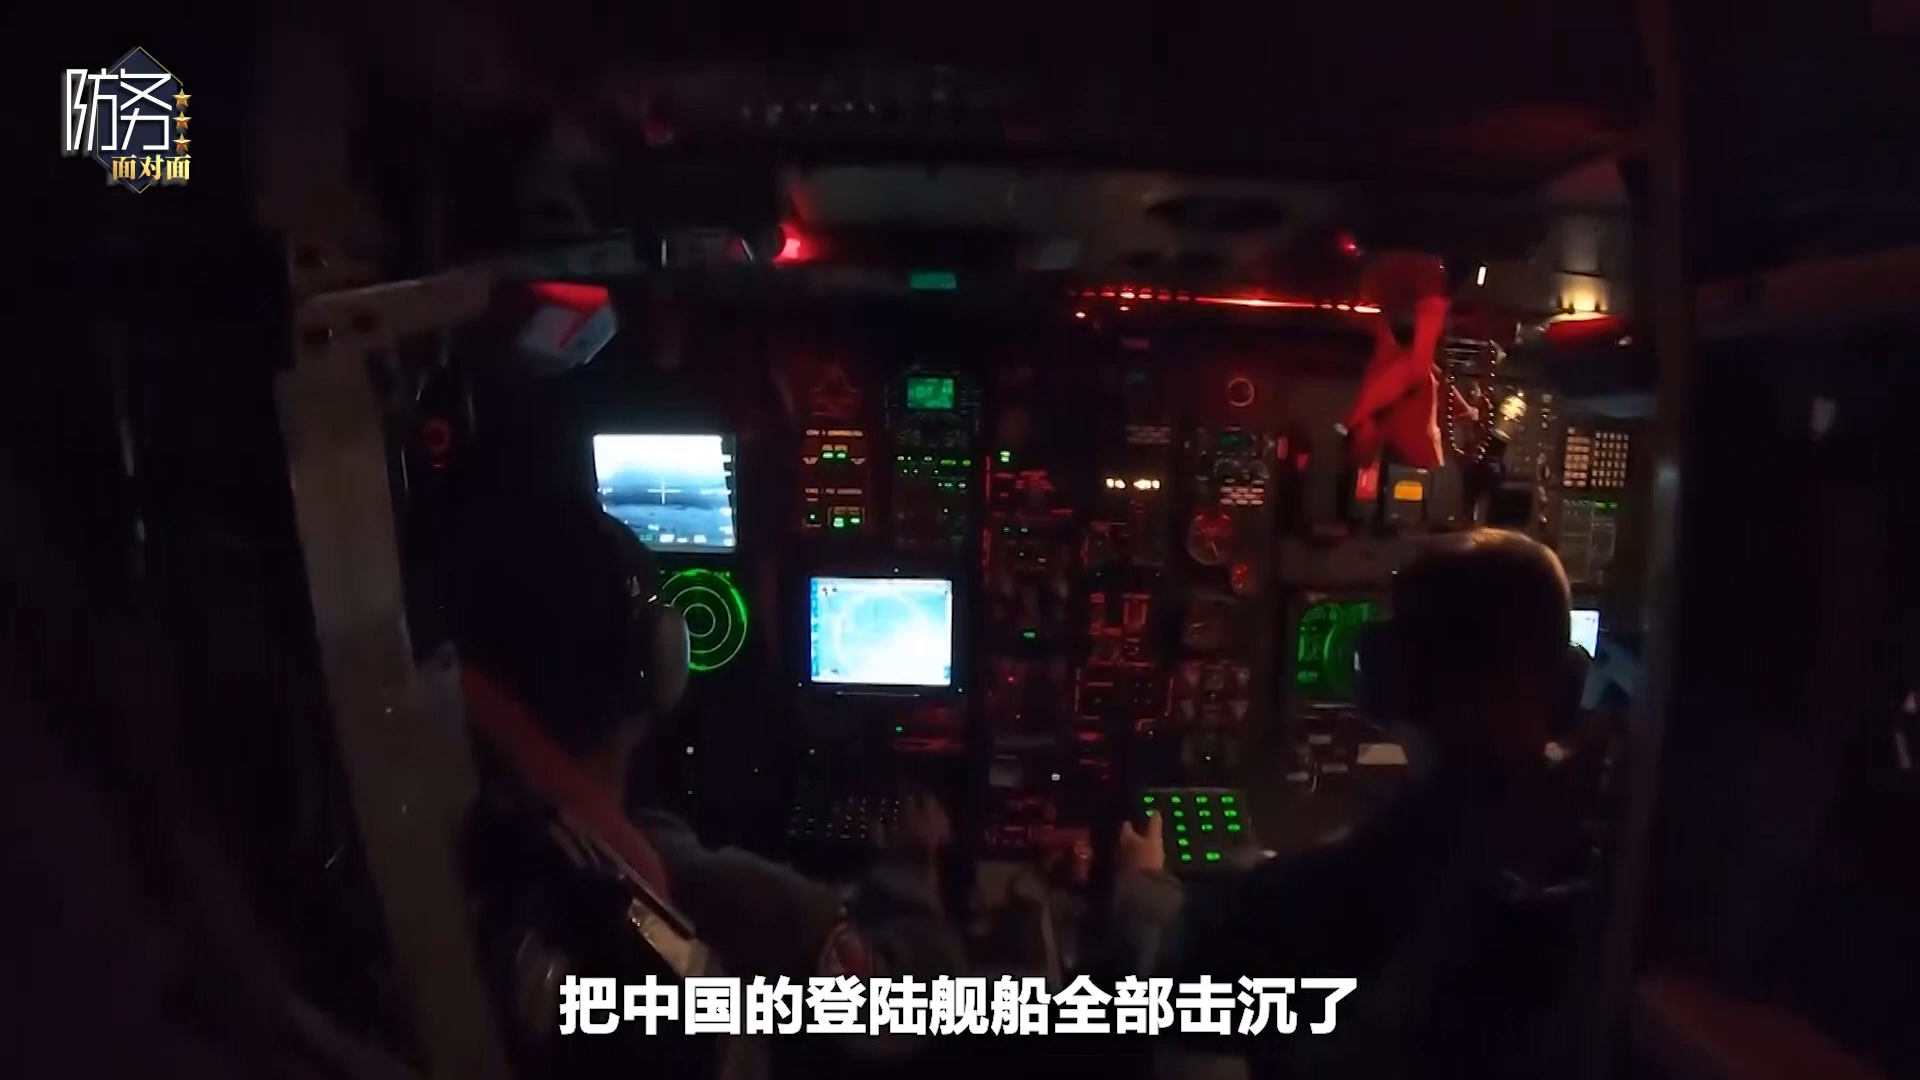 防务
面对面
把中国的登陆舰船全部击沉了